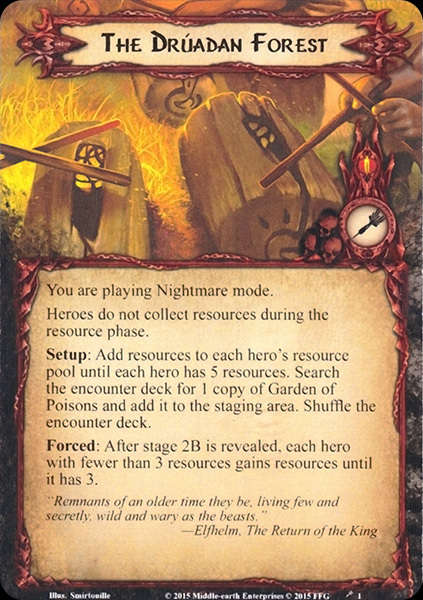 The Drúadan Forest
You are playing Nightmare mode.
Heroes do not collect resources during the
resource phase.
Setup: Add resources to each hero's resource
pool until each hero has 5 resources. Search
the encounter deck for 1 copy of Garden of
Poisons and add it to the staging area. Shuffle the
encounter deck.
Forced: After stage 2B is revealed, each hero
with fewer than 3 resources gains resources until
it has 3.
"Remnants of an older time they be, living few and
secretly, wild and wary as the beasts."
—Elfhelm, The Return of the King
Illus. Smirtouille © 2015 Middle-earth Enterprises © 2015 FFG 1